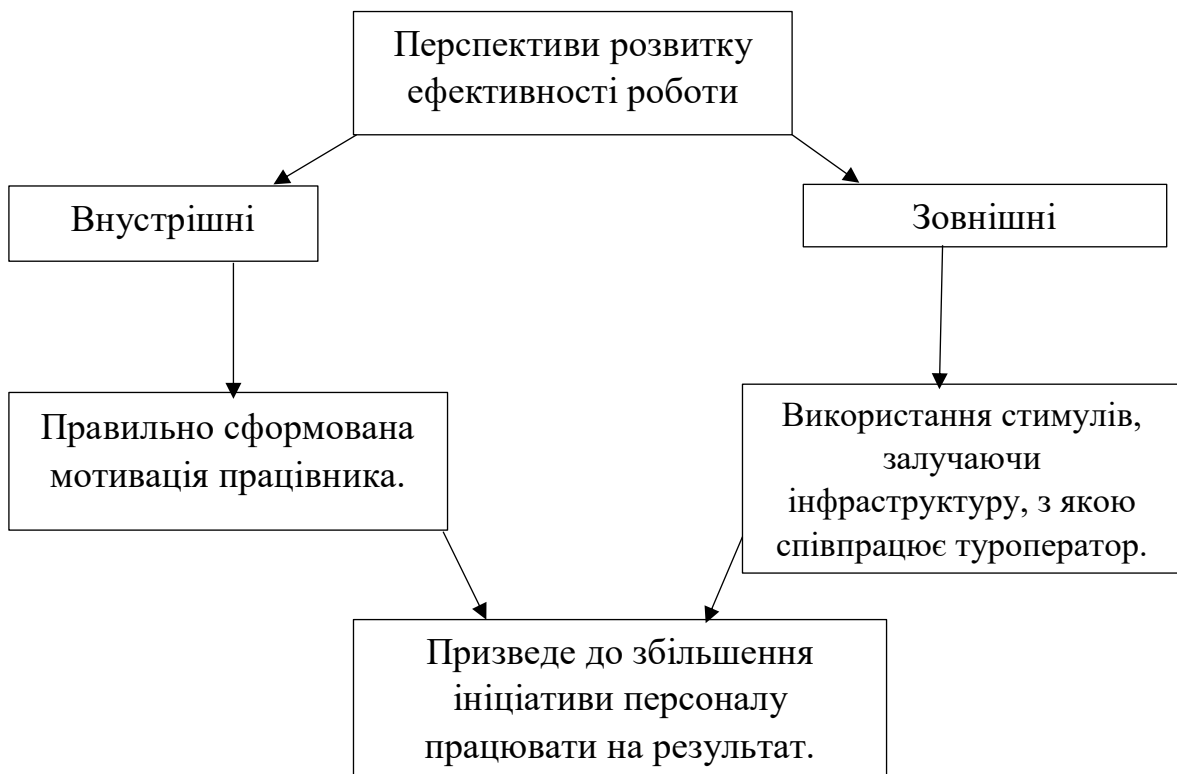 Перспективи розвитку
ефективності роботи
Внустрішні
Зовнішні
Правильно сформована
мотивація працівника.
Використання стимулів,
залучаючи
інфраструктуру, з якою
співпрацює туроператор.
Призведе до збільшення
ініціативи персоналу
працювати на результат.